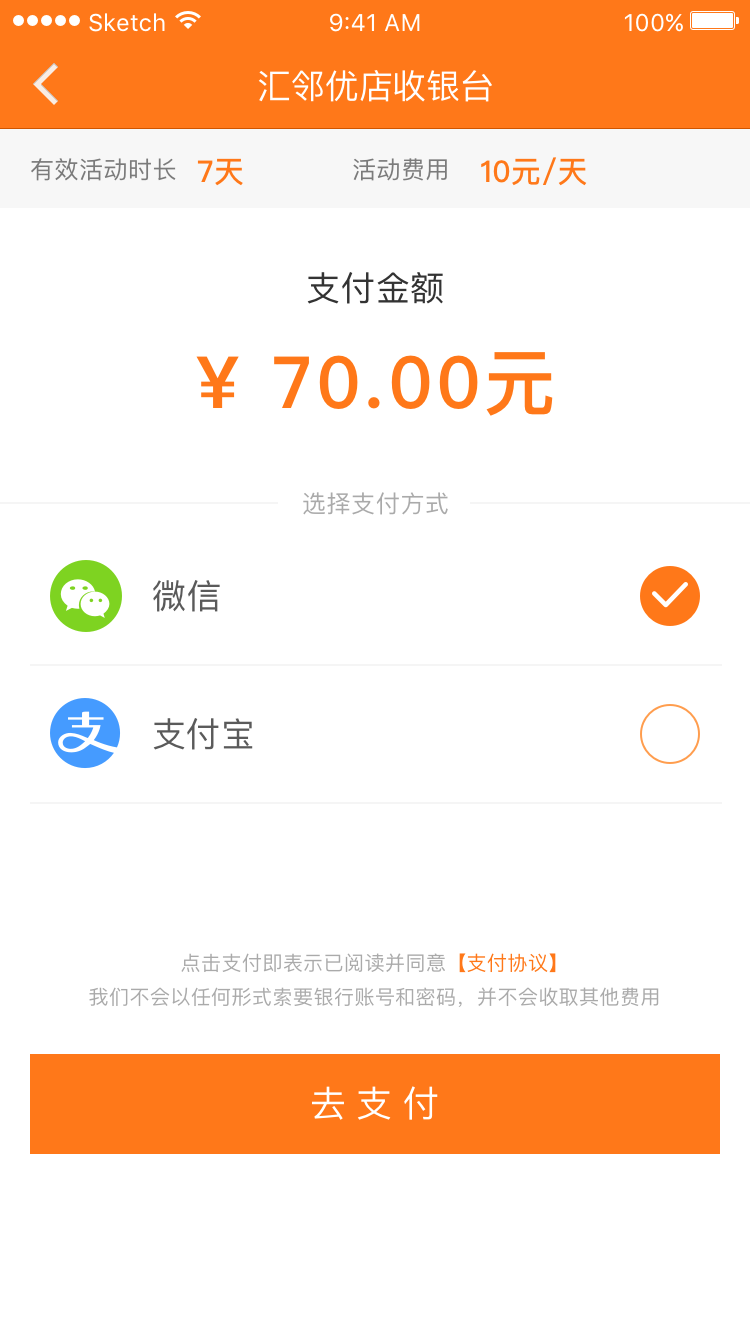 Sketch 9:41 AM 100%
汇邻优店收银台
有效活动时长 7天 活动费用 10元/天
支付金额
¥ 70.00元
选择支付方式
微信
支 支付宝
点击支付即表示已阅读并同意【支付协议】
我们不会以任何形式索要银行账号和密码，并不会收取其他费用
去支付